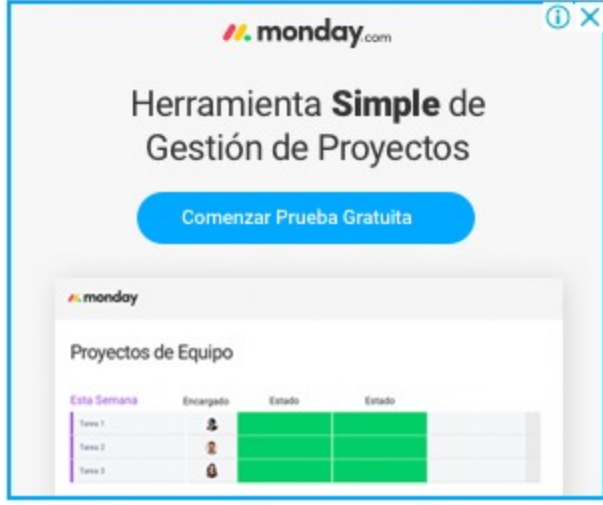 monday.com
Herramienta Simple de
Gestión de Proyectos
Comenzar Prueba Gratuita
monday
Proyectos de Equipo
Esta Semana Encargado Estado Estado
Tarea 1
Tarea 2
Tarea 3